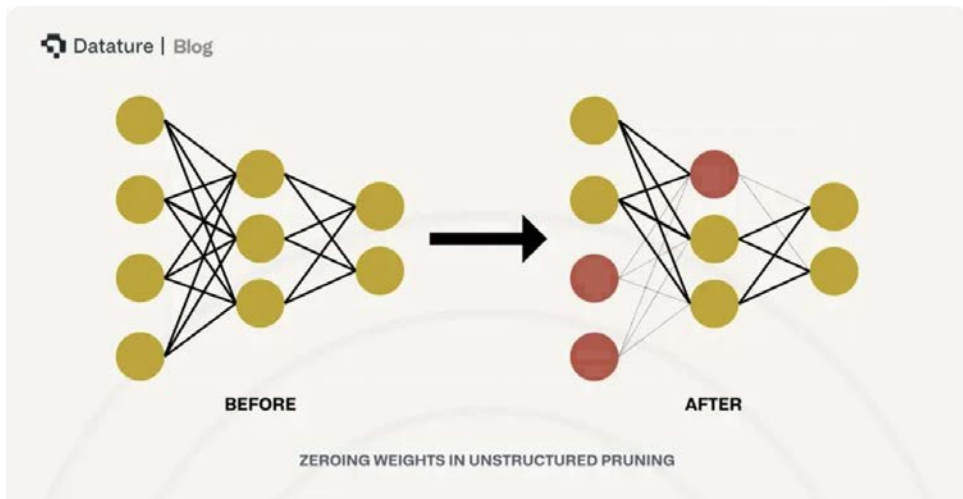 Datature | Blog
BEFORE
AFTER
ZEROING WEIGHTS IN UNSTRUCTURED PRUNING